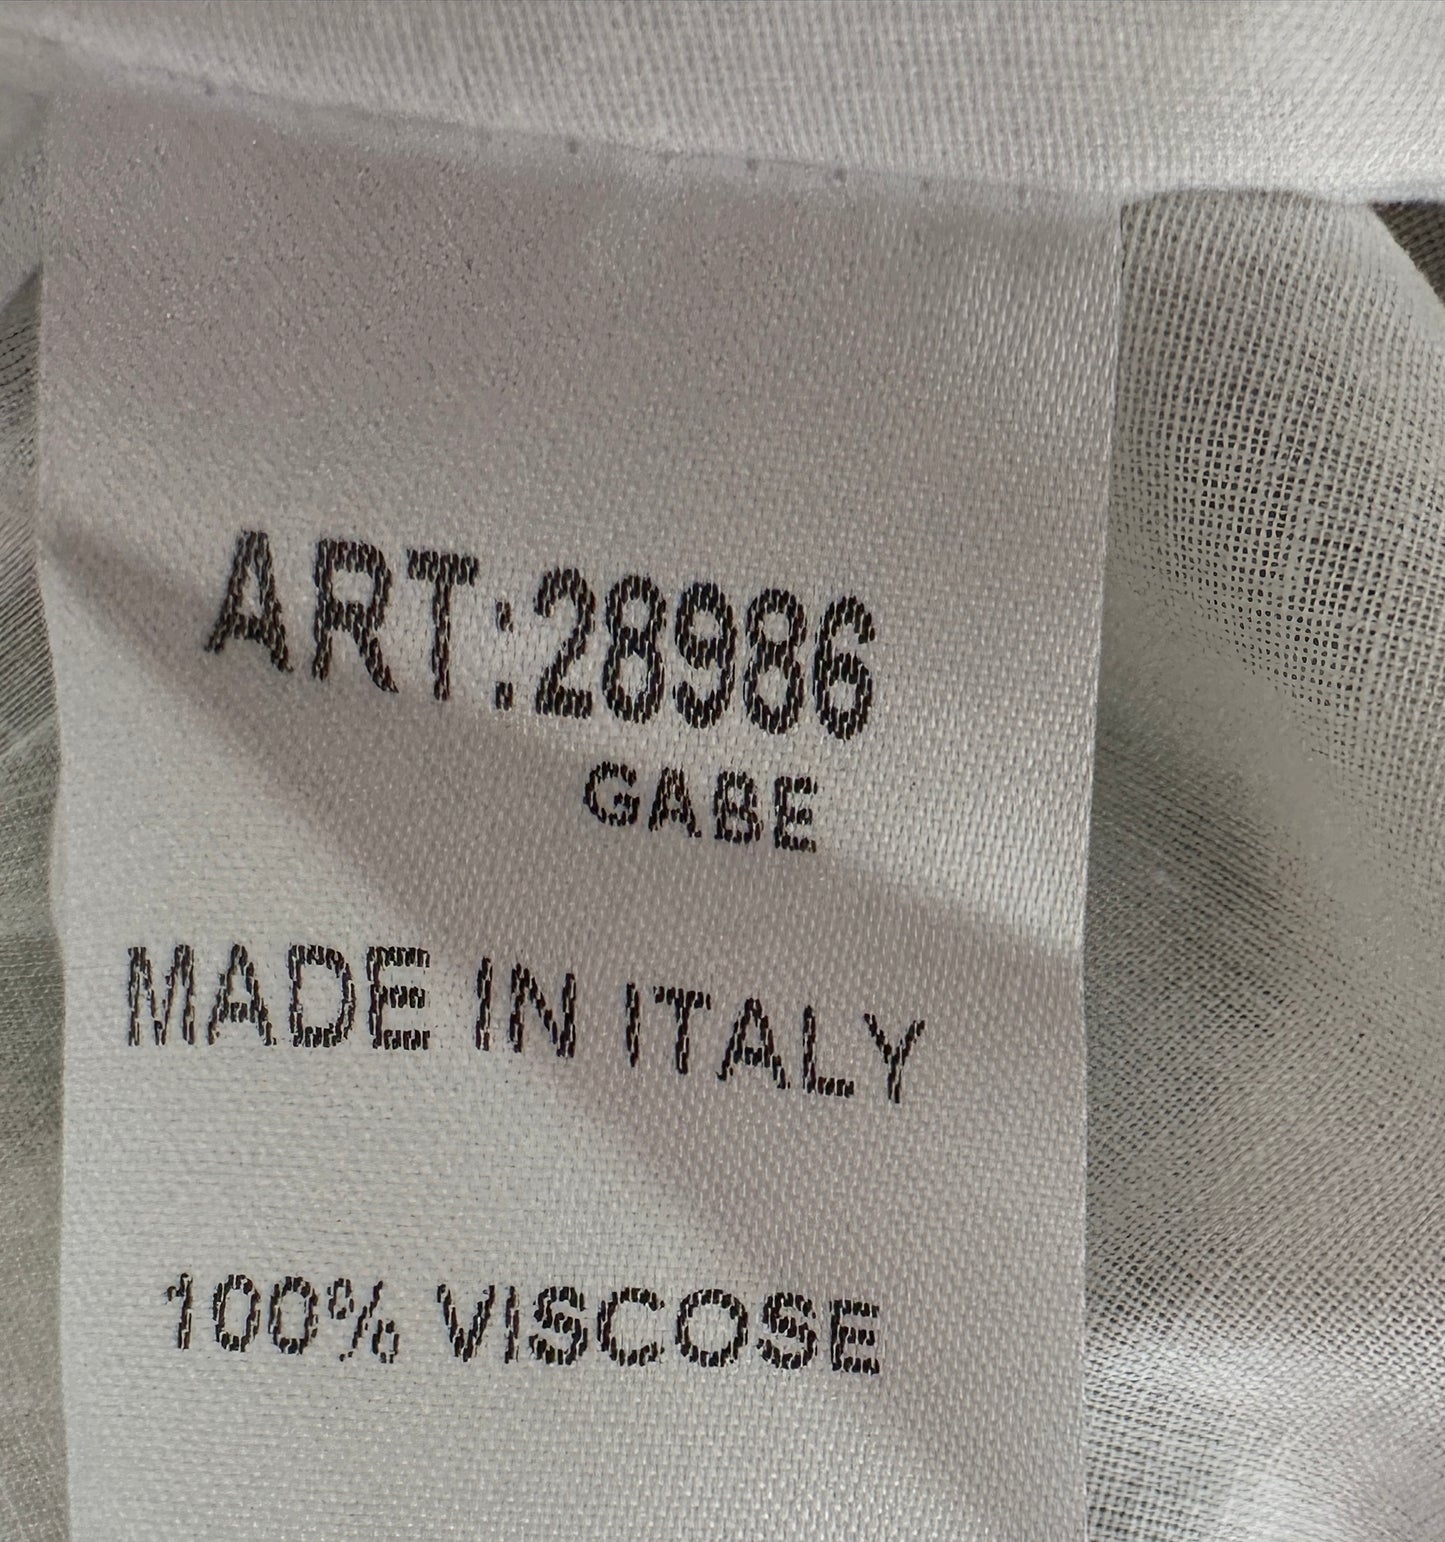 ART:28986
GABE
MADE IN ITALY
100% VISCOSE